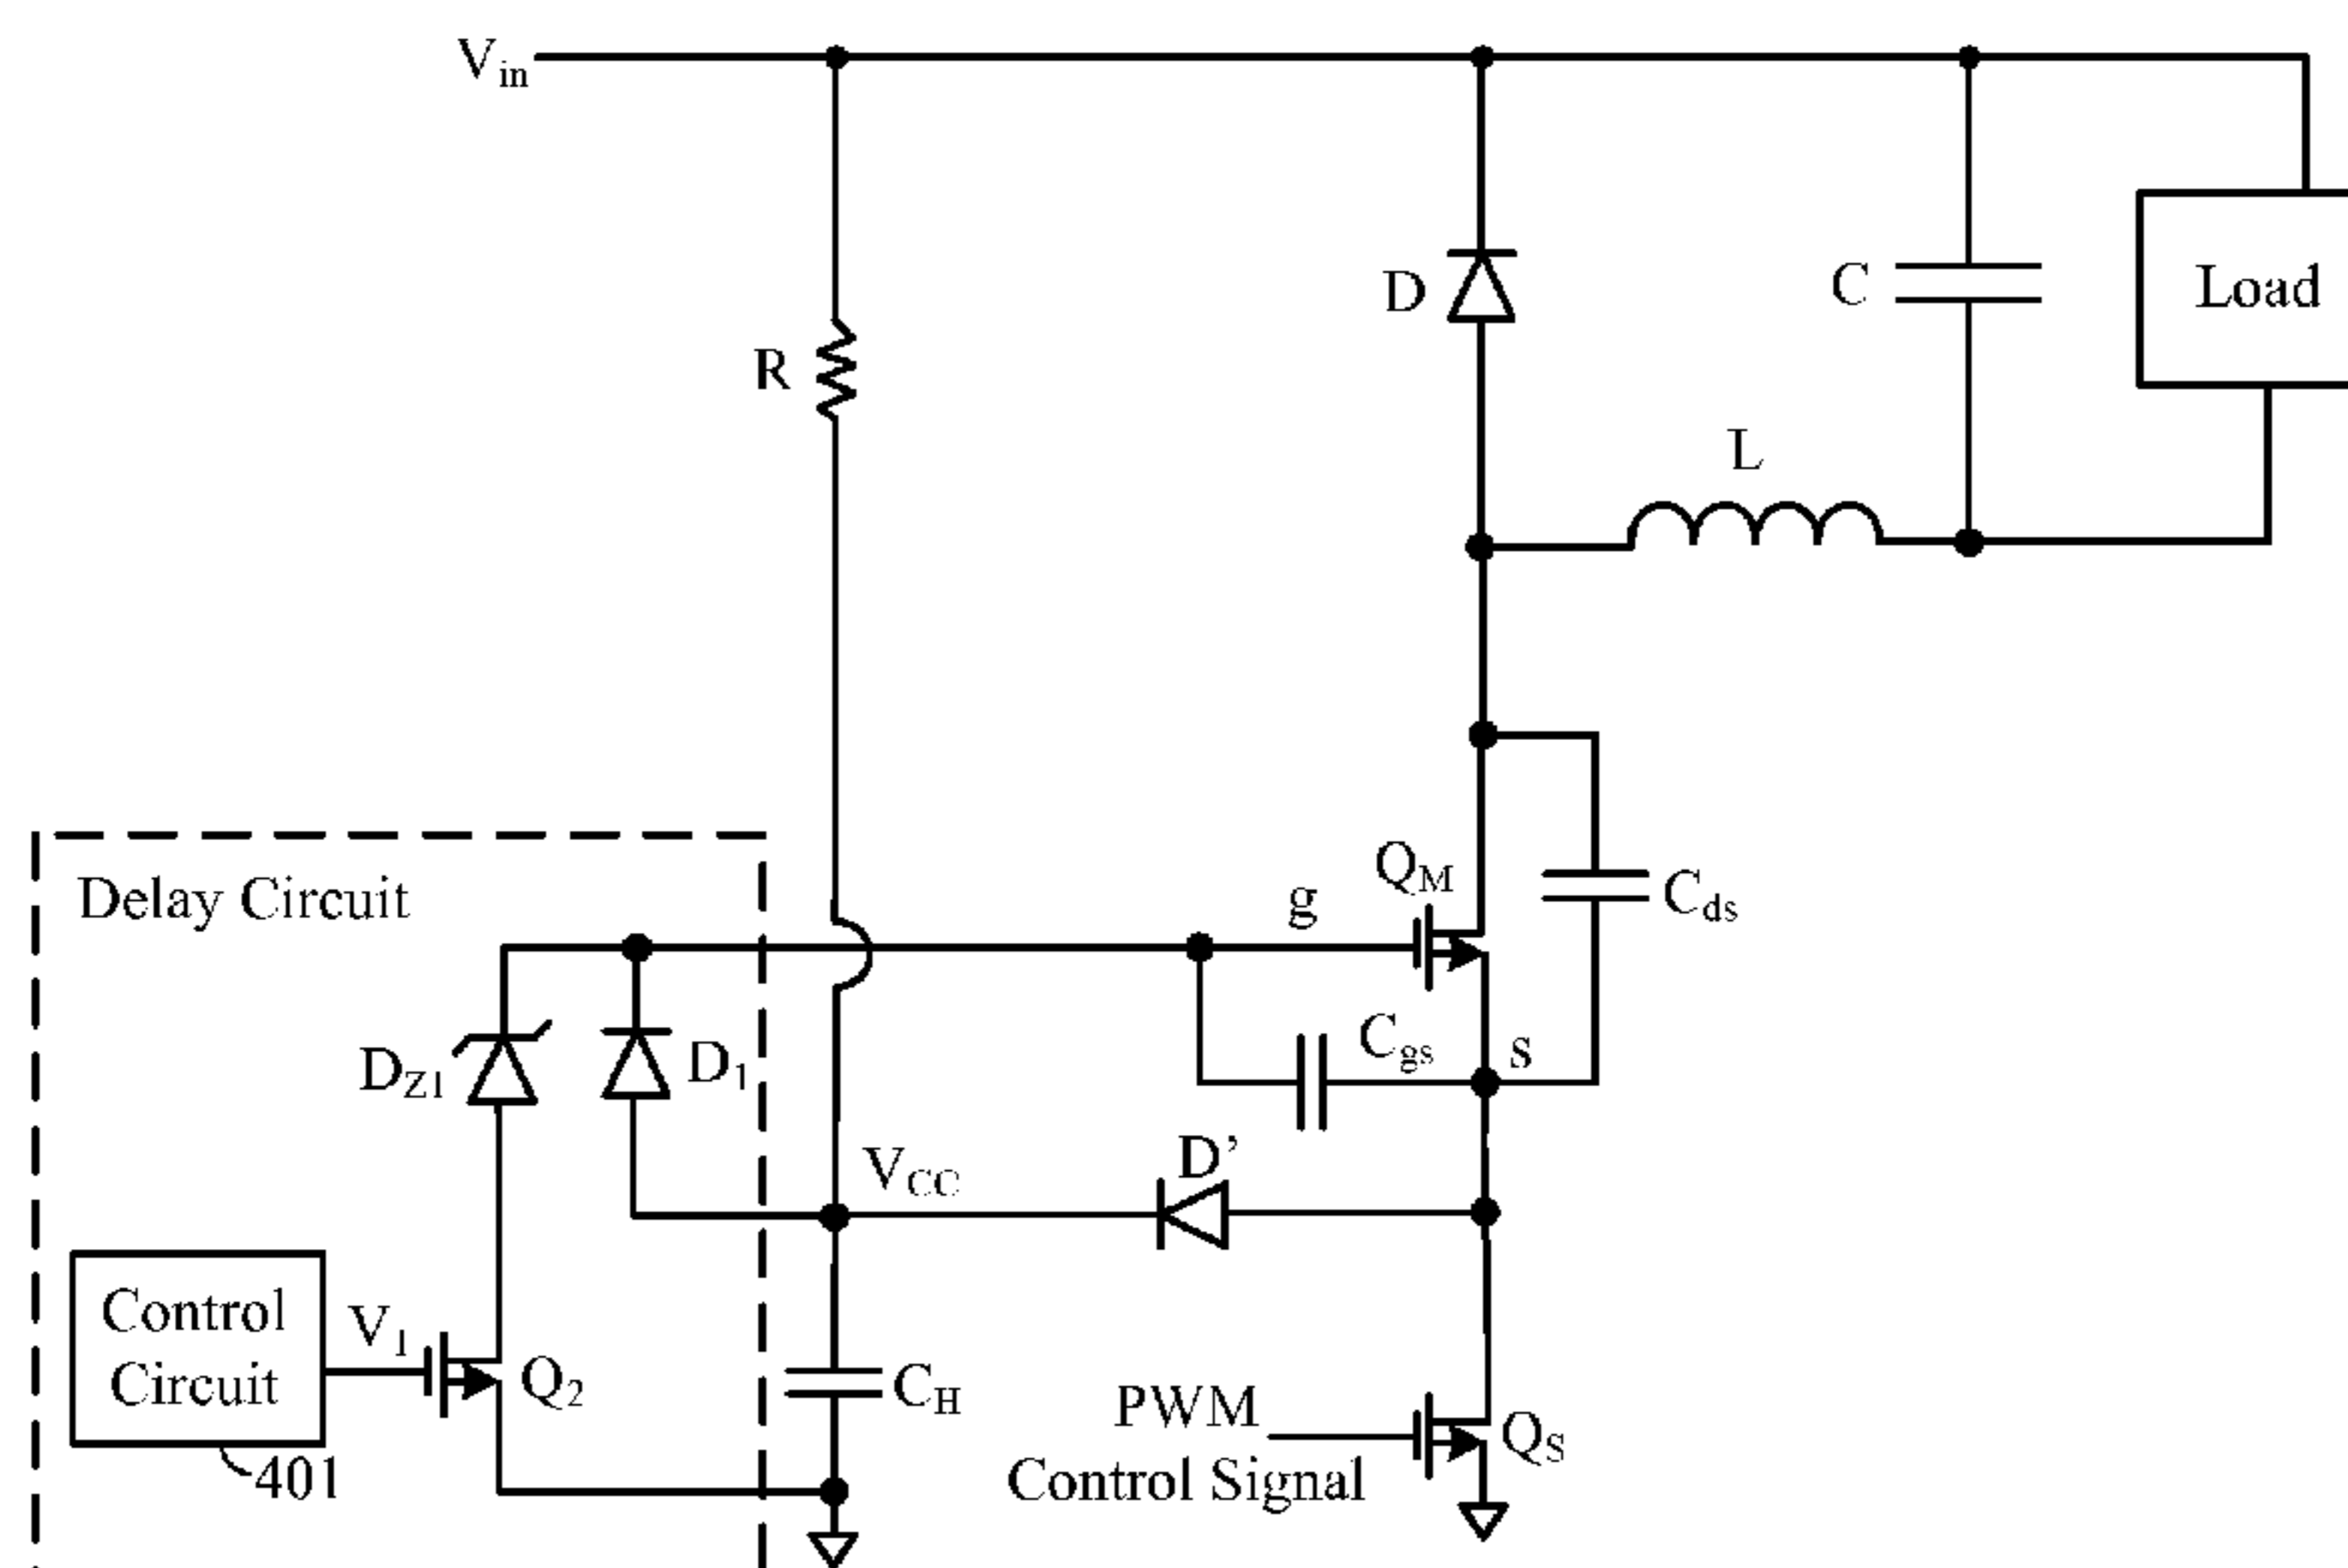 Vin
D
C
Load
R
L
QM
Cds
g
Delay Circuit
Cgs
s
DZ1
D1
D’
VCC
Control
Circuit
V1
Q2
CH
PWM
Control Signal
QS
401